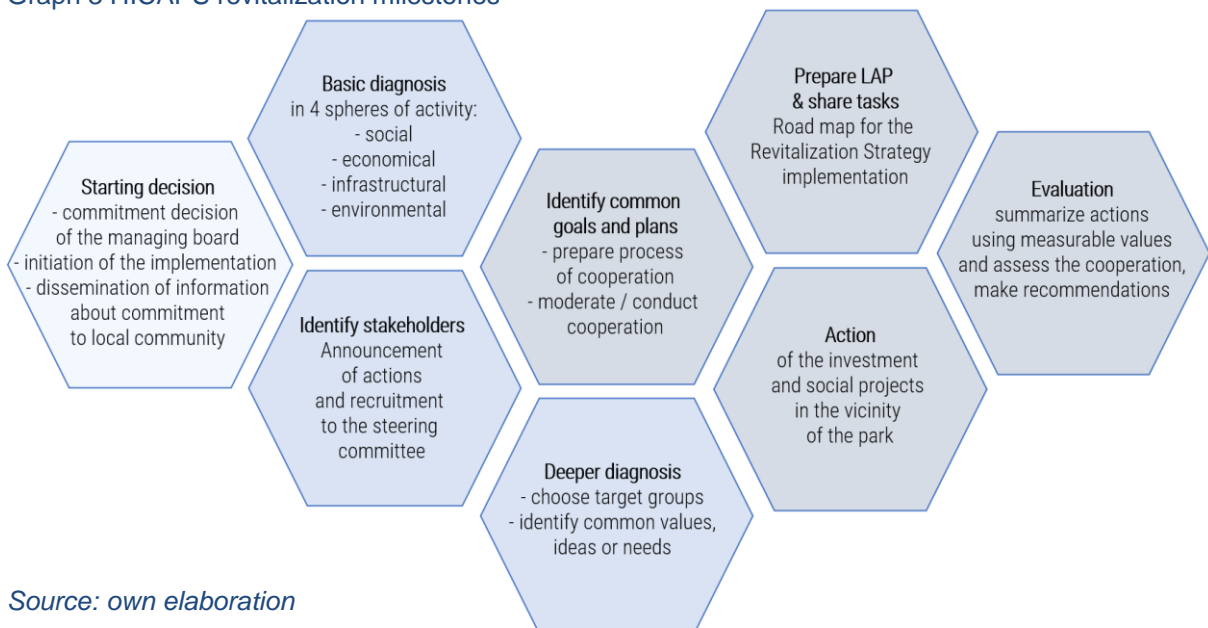 Basic diagnosis
in 4 spheres of activity:
- social
- economical
- infrastructural
- environmental
Prepare LAP
& share tasks
Road map for the
Revitalization Strategy
implementation
Starting decision
- commitment decision
of the managing board
- initiation of the implementation
- dissemination of information
about commitment
to local community
Identify common
goals and plans
- prepare process
of cooperation
- moderate / conduct
cooperation
Evaluation
summarize actions
using measurable values
and assess the cooperation,
make recommendations
Identify stakeholders
Announcement
of actions
and recruitment
to the steering
committee
Action
of the investment
and social projects
in the vicinity
of the park
Deeper diagnosis
- choose target groups
- identify common values,
ideas or needs
Source: own elaboration